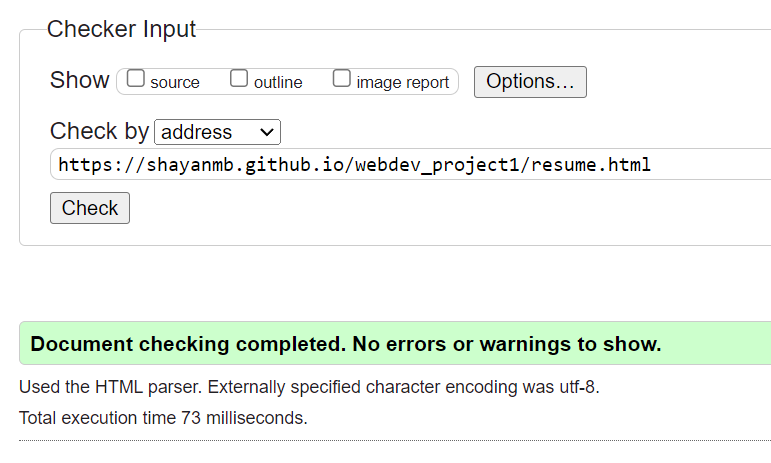 Checker Input
Show source outline image report Options...
Check by address
https://shayanmb.github.io/webdev_project1/resume.html
Check
Document checking completed. No errors or warnings to show.
Used the HTML parser. Externally specified character encoding was utf-8.
Total execution time 73 milliseconds.